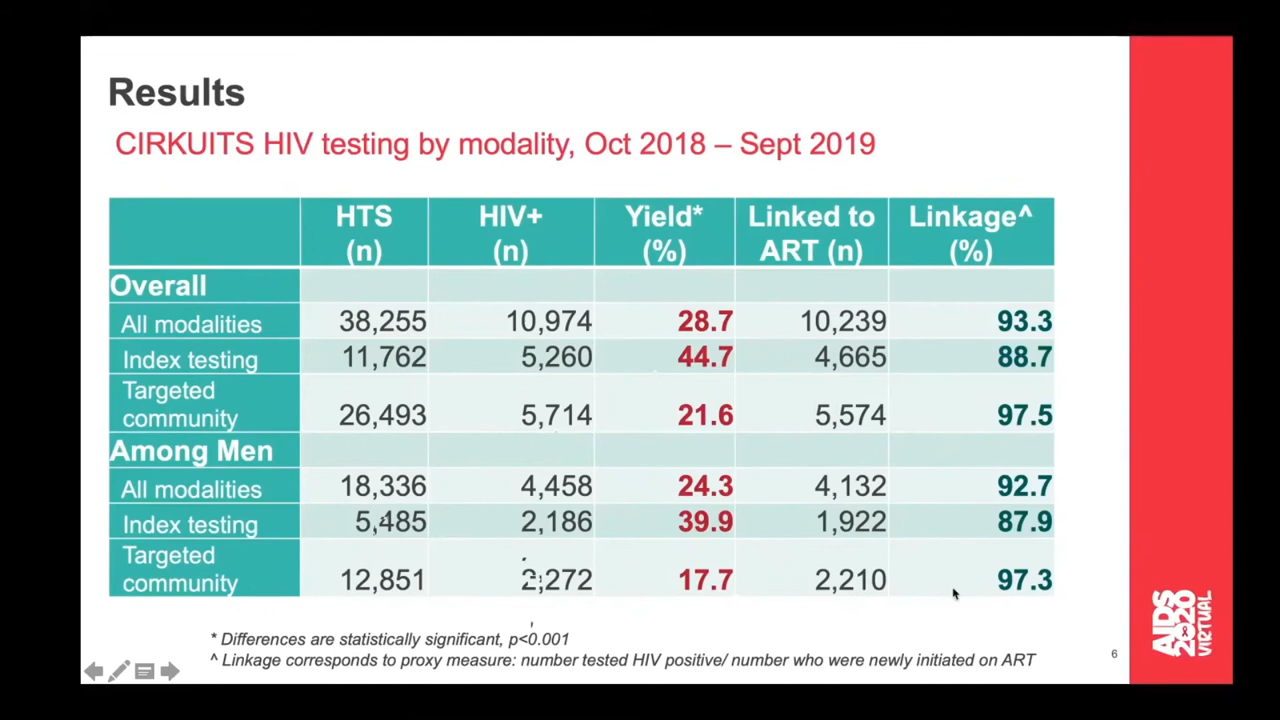 Results
CIRKUITS HIV testing by modality, Oct 2018 – Sept 2019
HTS (n) HIV+ (n) Yield* (%) Linked to ART (n) Linkage^ (%)
Overall
All modalities 38,255 10,974 28.7 10,239 93.3
Index testing 11,762 5,260 44.7 4,665 88.7
Targeted community 26,493 5,714 21.6 5,574 97.5
Among Men
All modalities 18,336 4,458 24.3 4,132 92.7
Index testing 5,485 2,186 39.9 1,922 87.9
Targeted community 12,851 2,272 17.7 2,210 97.3
* Differences are statistically significant, p<0.001
^ Linkage corresponds to proxy measure: number tested HIV positive/ number who were newly initiated on ART
6
AIDS 2020 VIRTUAL